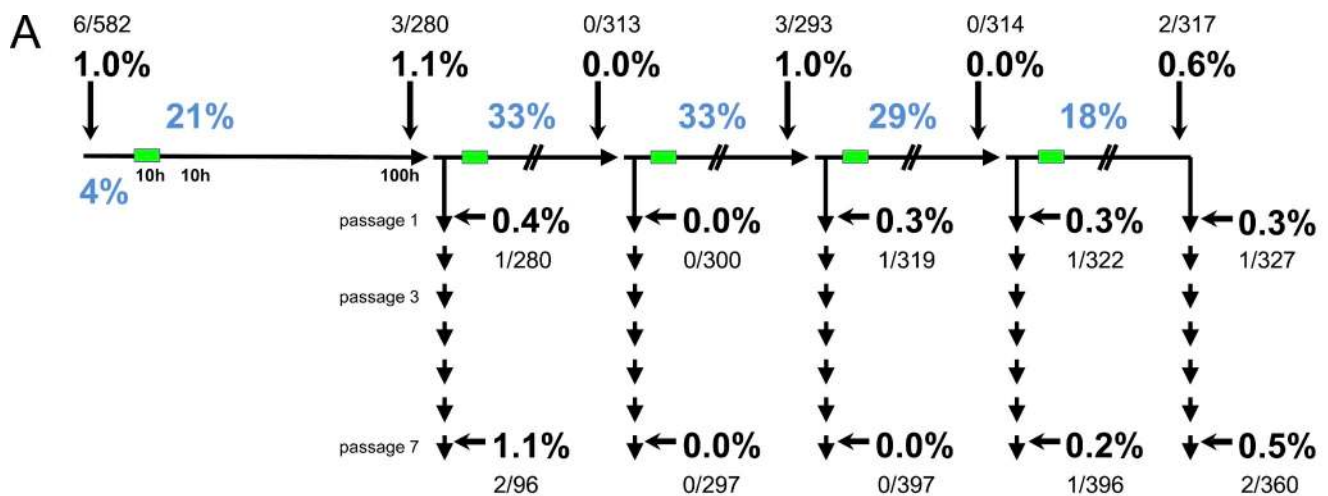 A
6/582 3/280 0/313 3/293 0/314 2/317
1.0% 1.1% 0.0% 1.0% 0.0% 0.6%
21% 33% 33% 29% 18%
4% 10h 10h 100h
passage 1 0.4% 0.0% 0.3% 0.3% 0.3%
1/280 0/300 1/319 1/322 1/327
passage 3
passage 7 1.1% 0.0% 0.0% 0.2% 0.5%
2/96 0/297 0/397 1/396 2/360